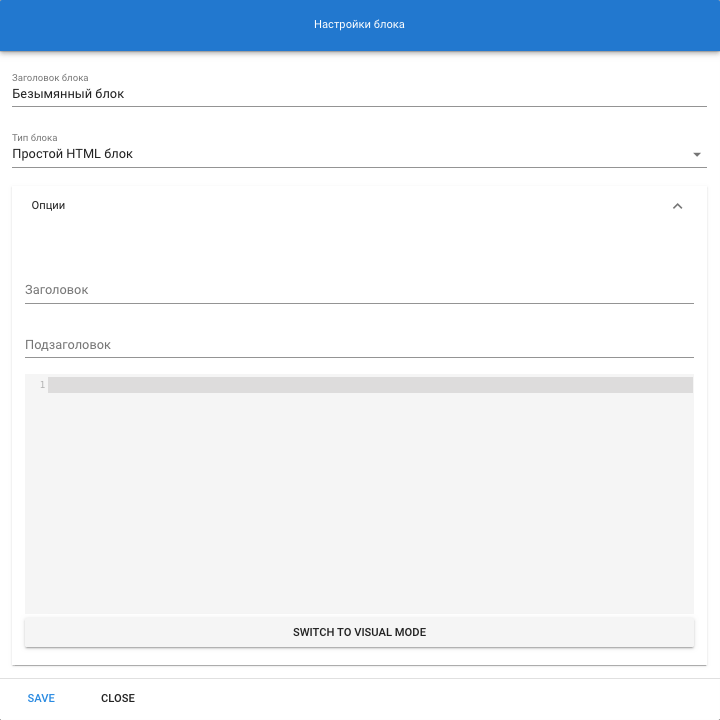 Настройки блока
Заголовок блока
Безымянный блок
Тип блока
Простой HTML блок
Опции
Заголовок
Подзаголовок
1
SWITCH TO VISUAL MODE
SAVE CLOSE